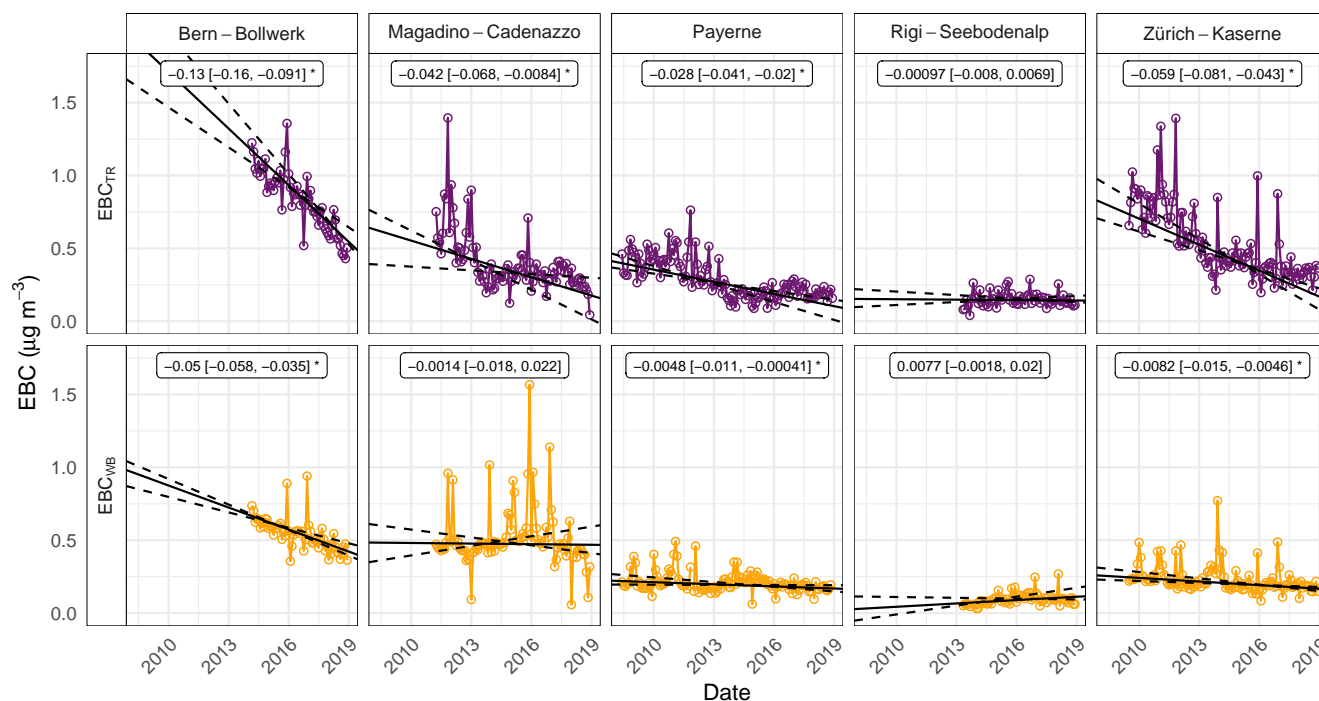 Bern – Bollwerk
Magadino – Cadenazzo
Payerne
Rigi – Seebodenalp
Zürich – Kaserne
−0.13 [−0.16, −0.091] *
−0.042 [−0.068, −0.0084] *
−0.028 [−0.041, −0.02] *
−0.00097 [−0.008, 0.0069]
−0.059 [−0.081, −0.043] *
EBC (µg m⁻³)
EBC_TR
1.5
1.0
0.5
0.0
−0.05 [−0.058, −0.035] *
−0.0014 [−0.018, 0.022]
−0.0048 [−0.011, −0.00041] *
0.0077 [−0.0018, 0.02]
−0.0082 [−0.015, −0.0046] *
EBC_WB
1.5
1.0
0.5
0.0
2010 2013 2016 2019
2010 2013 2016 2019
2010 2013 2016 2019
2010 2013 2016 2019
2010 2013 2016 2019
Date